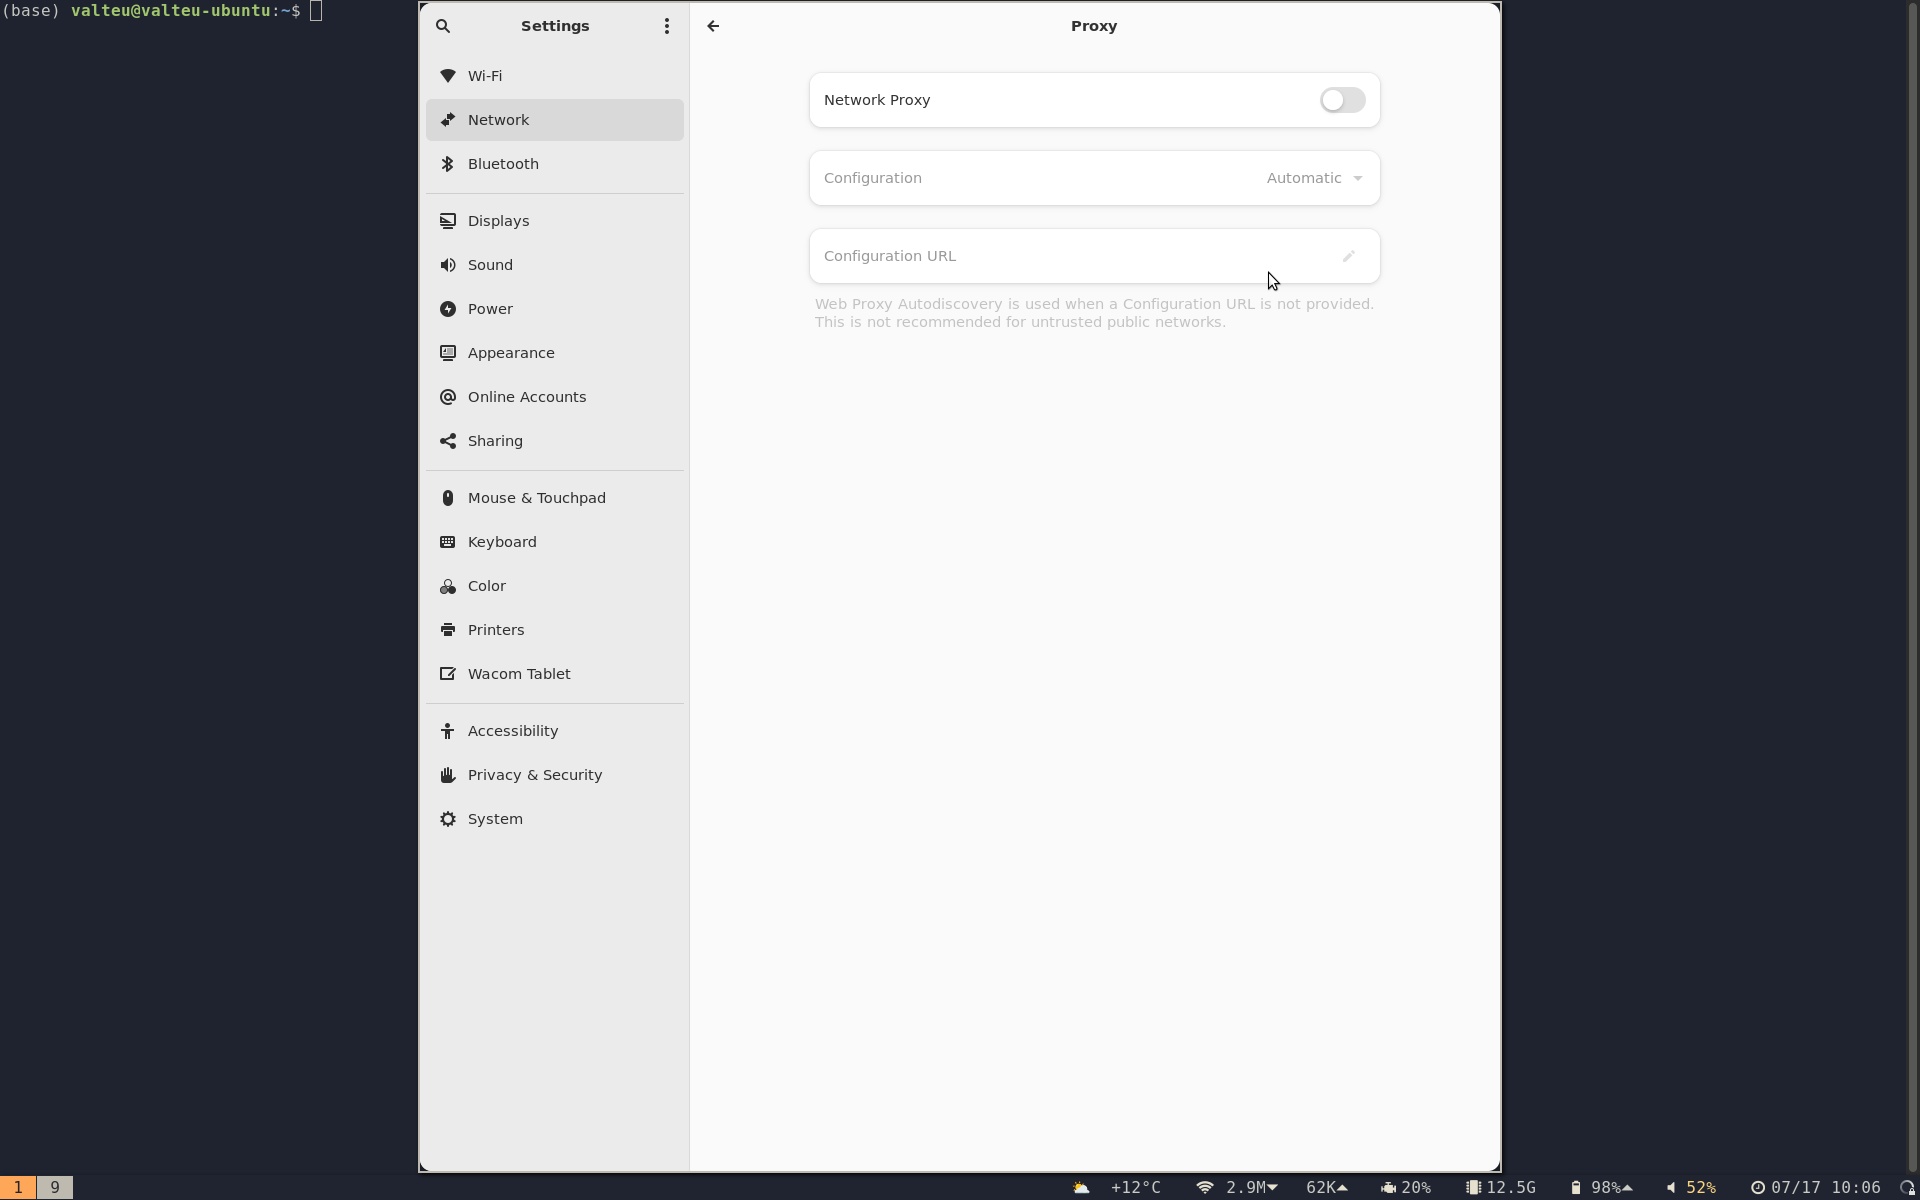 (base) valteu@valteu-ubuntu:~$
Settings
Wi-Fi
Network
Bluetooth
Displays
Sound
Power
Appearance
Online Accounts
Sharing
Mouse & Touchpad
Keyboard
Color
Printers
Wacom Tablet
Accessibility
Privacy & Security
System
Proxy
Network Proxy
Configuration Automatic
Configuration URL
Web Proxy Autodiscovery is used when a Configuration URL is not provided.
This is not recommended for untrusted public networks.
1 9 +12°C 2.9M 62K 20% 12.5G 98% 52% 07/17 10:06